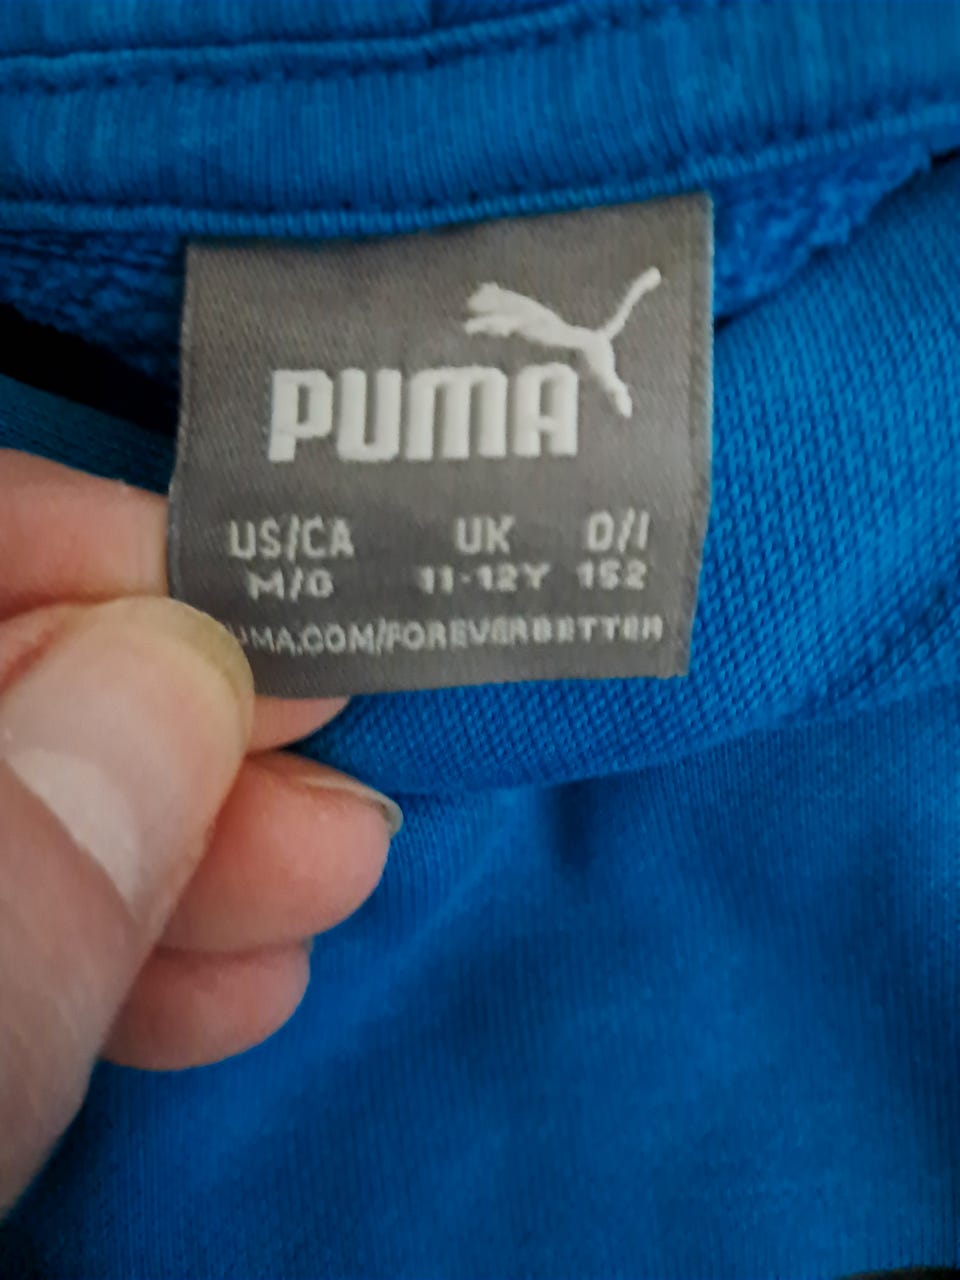 PUMA
US/CA UK D/I
M/G 11-12Y 152
UMA.COM/FOREVERBETTER